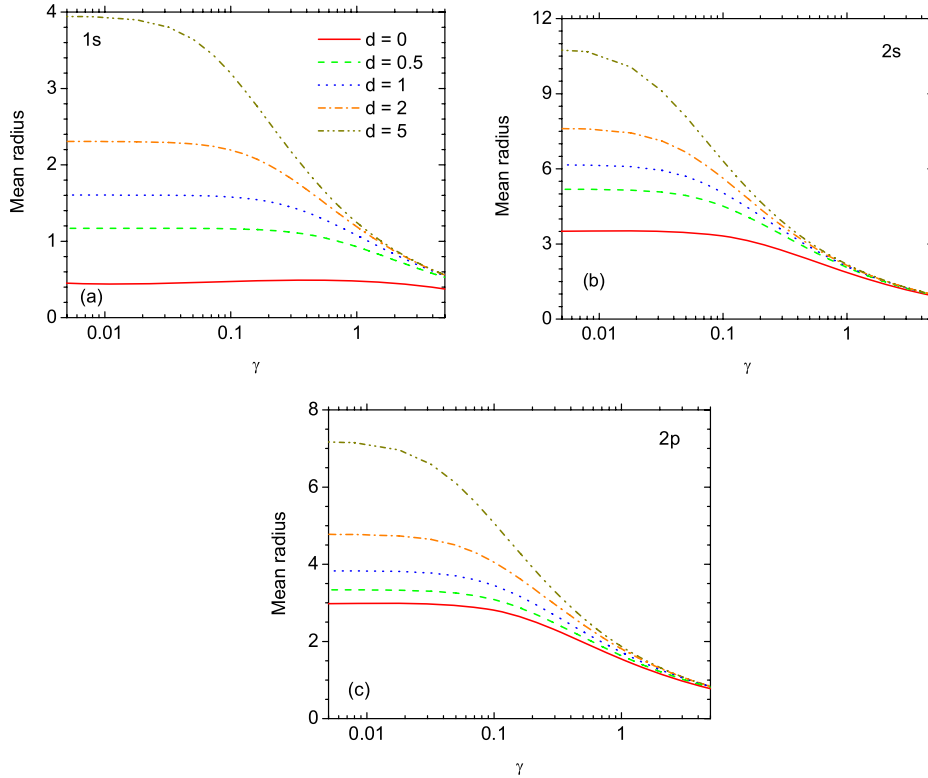 1s
d = 0
d = 0.5
d = 1
d = 2
d = 5
(a)
Mean radius
4
3
2
1
0
0.01
0.1
1
γ
2s
(b)
Mean radius
12
9
6
3
0
0.01
0.1
1
γ
2p
(c)
Mean radius
8
6
4
2
0
0.01
0.1
1
γ